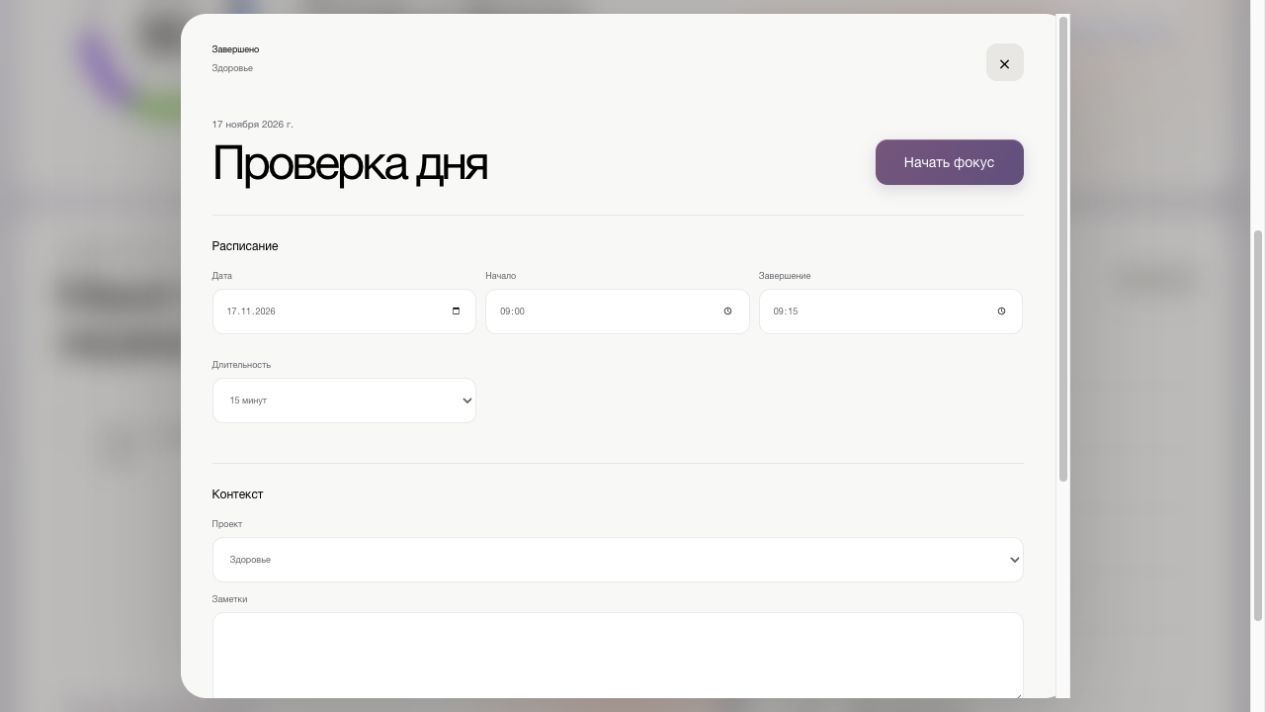 Завершено
Здоровье
17 ноября 2026 г.
Проверка дня
Начать фокус
Расписание
Дата
Начало
Завершение
17.11.2026
09:00
09:15
Длительность
15 минут
Контекст
Проект
Здоровье
Заметки